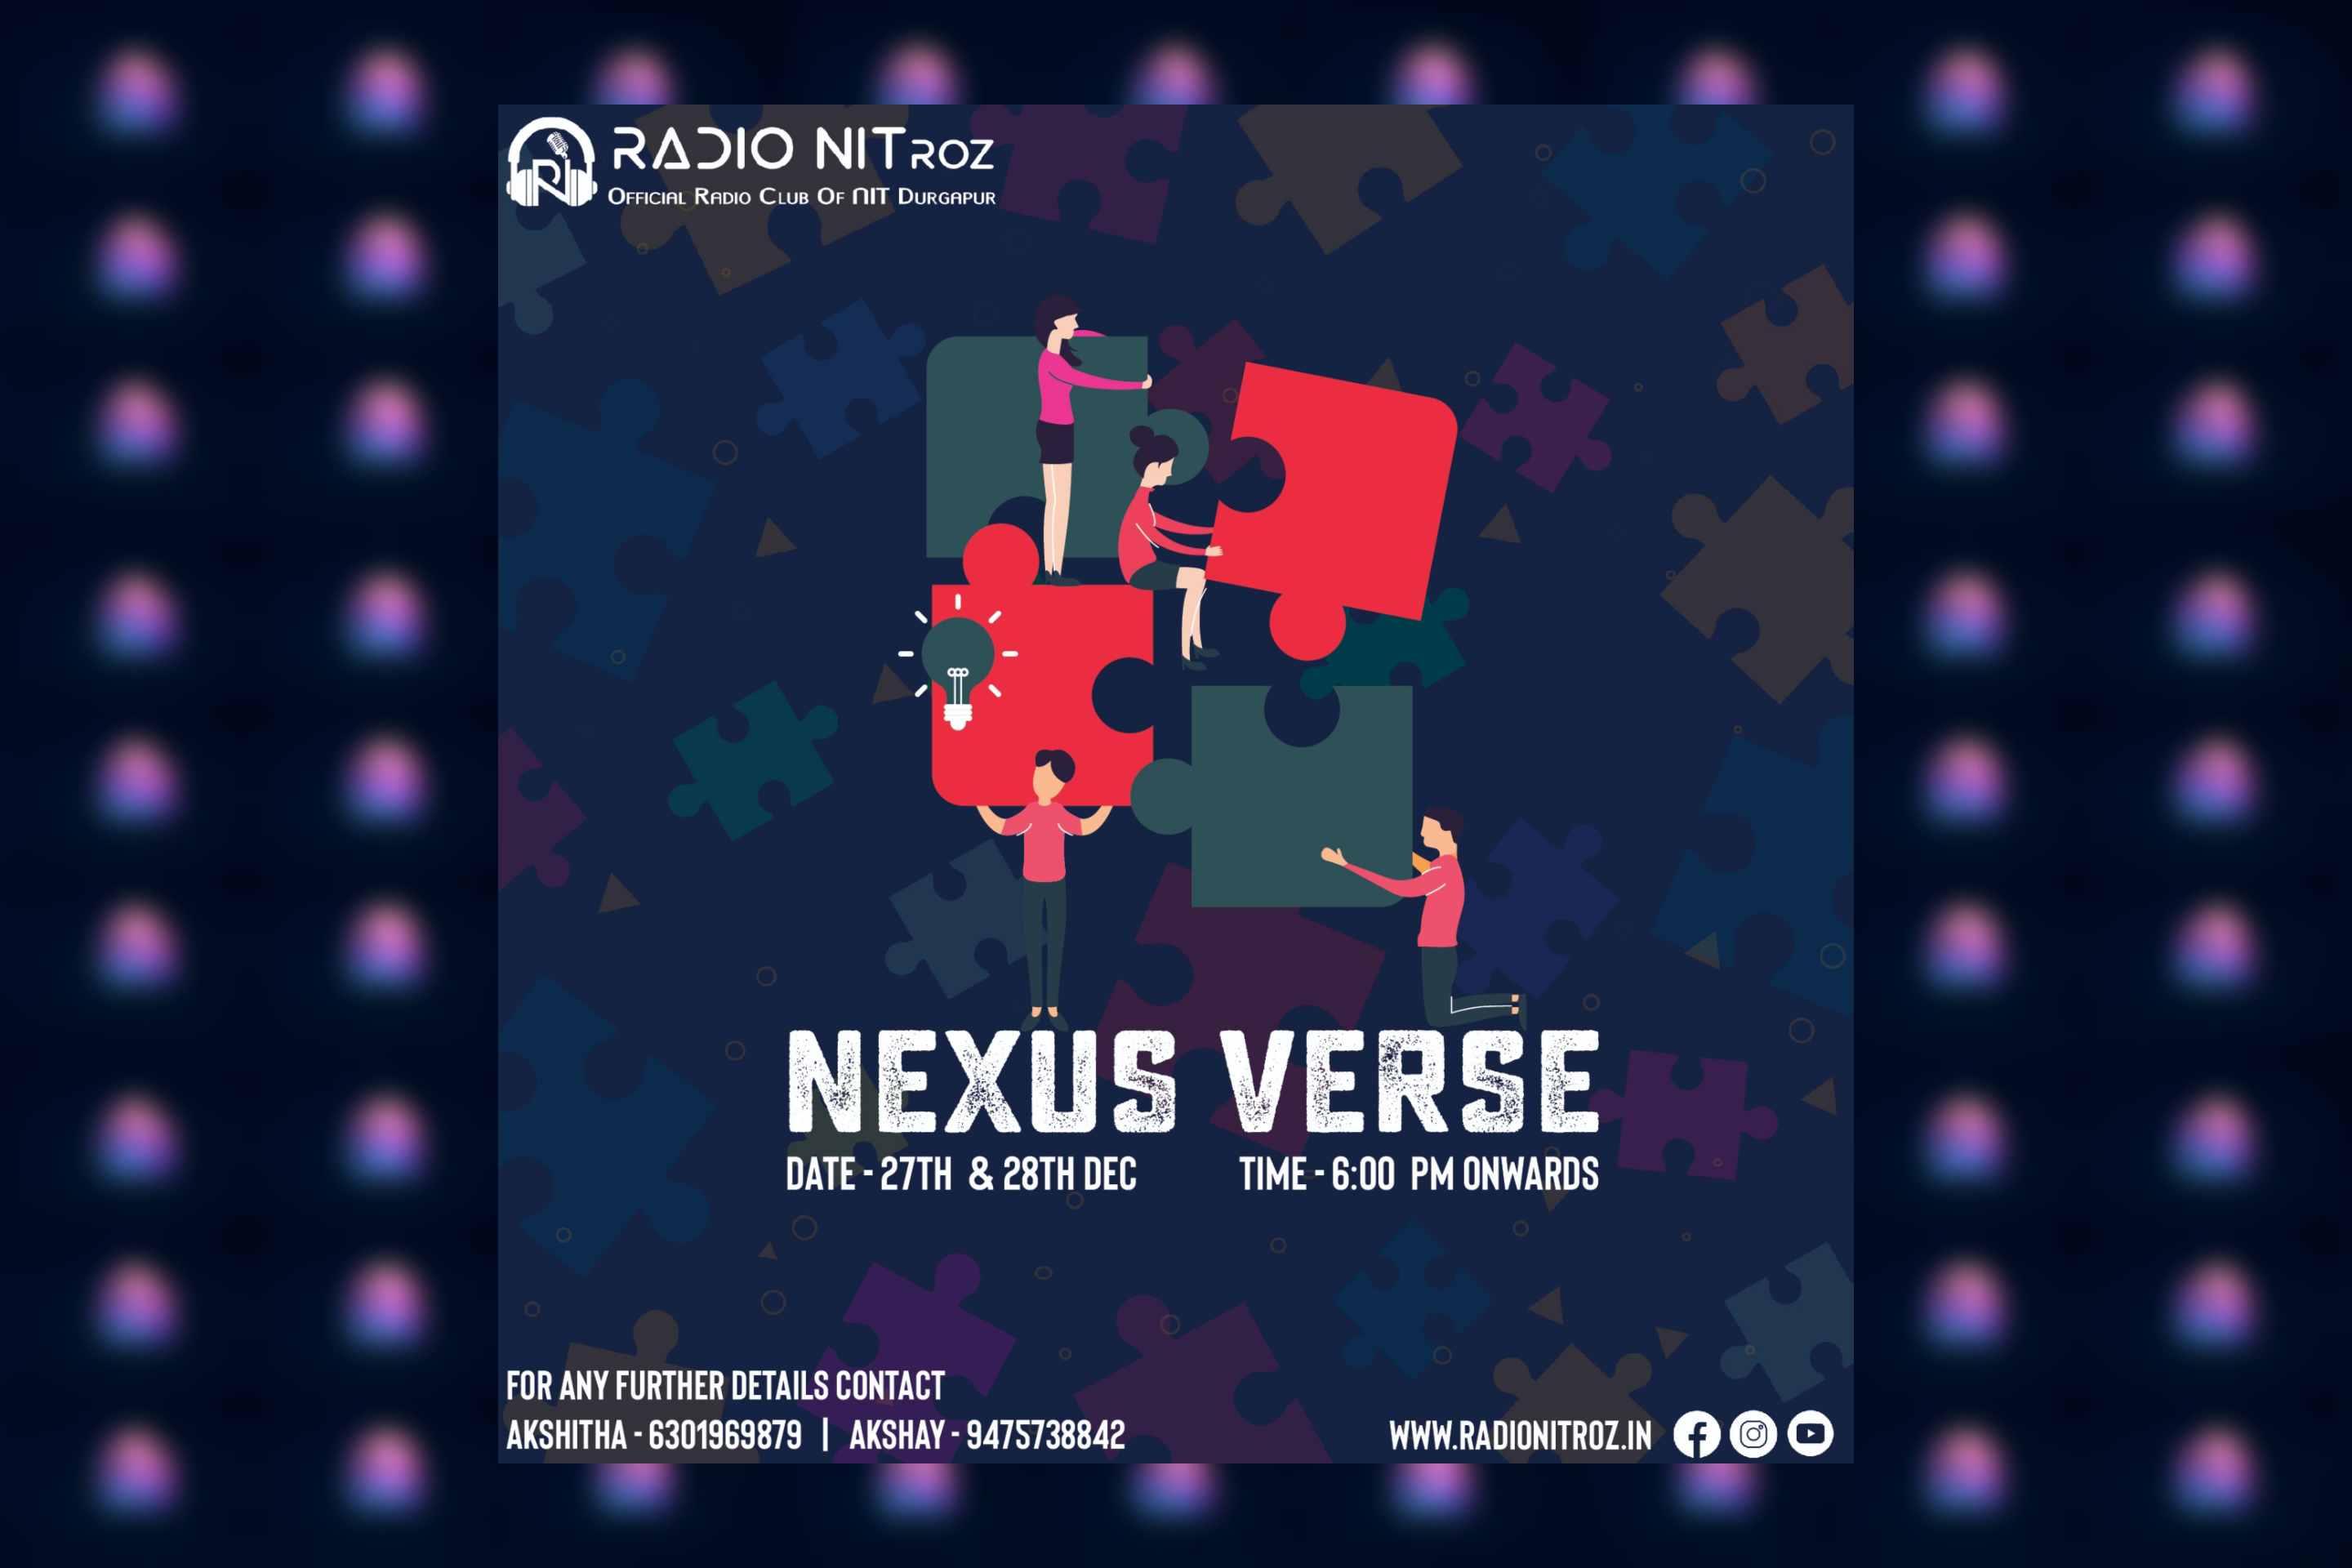 RADIO NITROZ
OFFICIAL RADIO CLUB OF NIT DURGAPUR
NEXUS VERSE
DATE - 27TH & 28TH DEC TIME - 6:00 PM ONWARDS
FOR ANY FURTHER DETAILS CONTACT
AKSHITHA - 6301969879 | AKSHAY - 9475738842
WWW.RADIONITROZ.IN